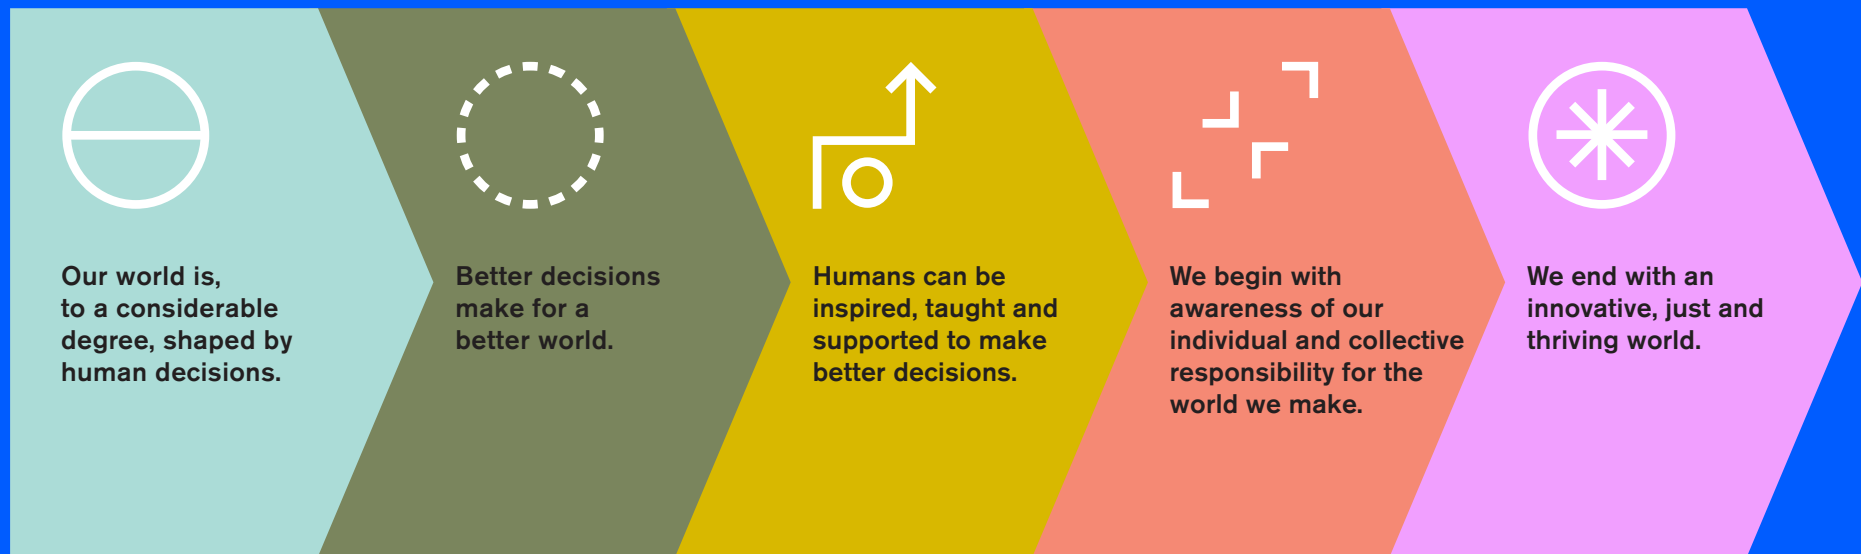 Our world is,
to a considerable
degree, shaped by
human decisions.
Better decisions
make for a
better world.
Humans can be
inspired, taught and
supported to make
better decisions.
We begin with
awareness of our
individual and collective
responsibility for the
world we make.
We end with an
innovative, just and
thriving world.